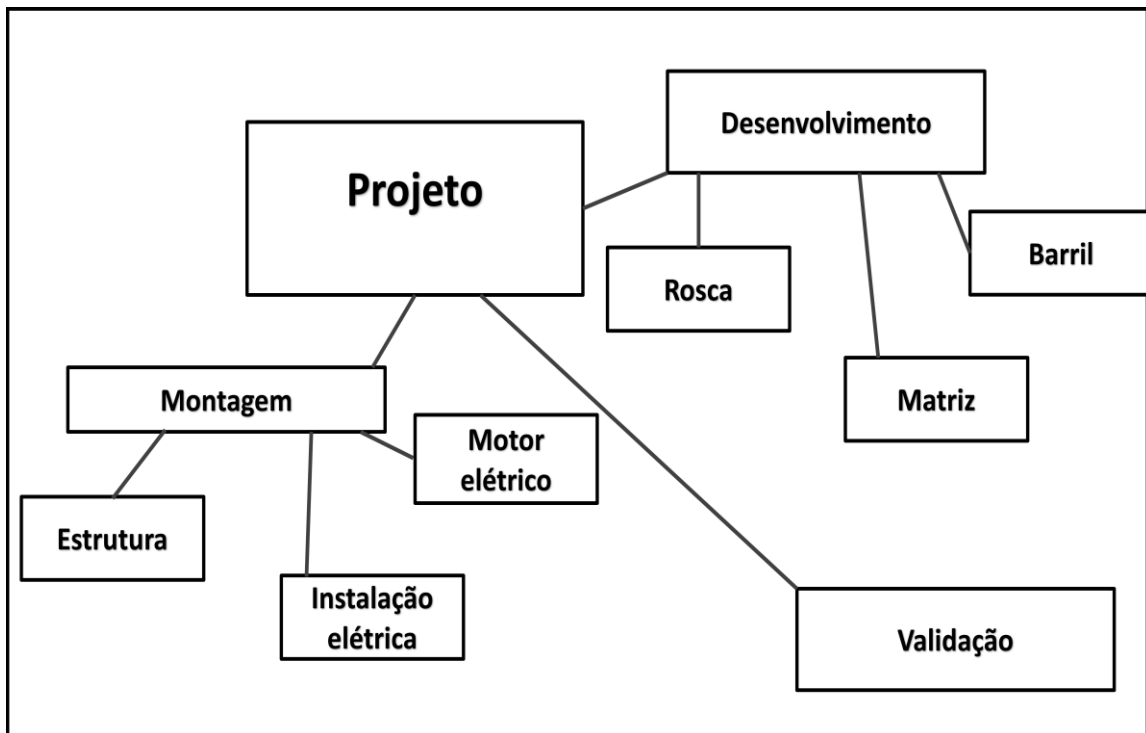 Projeto
Desenvolvimento
Rosca
Barril
Matriz
Montagem
Motor
elétrico
Estrutura
Instalação
elétrica
Validação